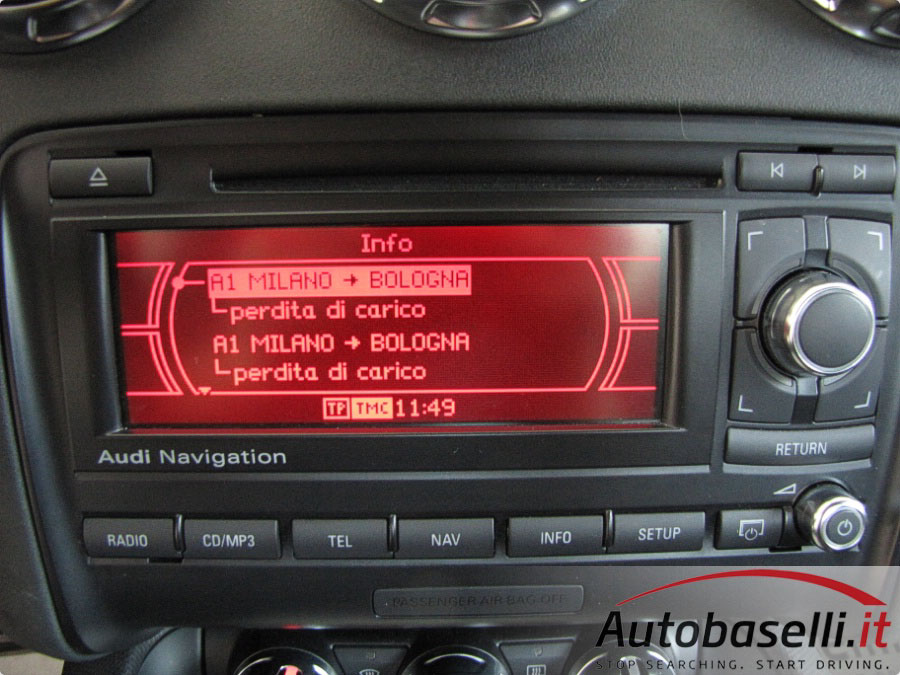 Info
A1 MILANO → BOLOGNA
perdita di carico
A1 MILANO → BOLOGNA
perdita di carico
TP TMC 11:49
Audi Navigation
RETURN
RADIO CD/MP3 TEL NAV INFO SETUP
PASSENGER AIR BAG OFF
Autobaselli.it
STOP SEARCHING. START DRIVING.